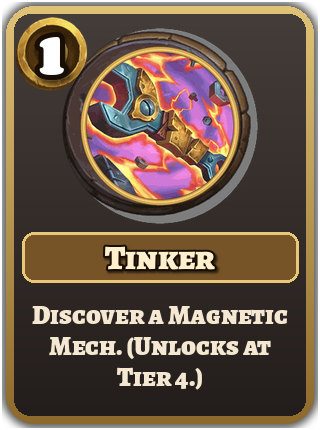 1
TINKER
DISCOVER A MAGNETIC
MECH. (UNLOCKS AT
TIER 4.)